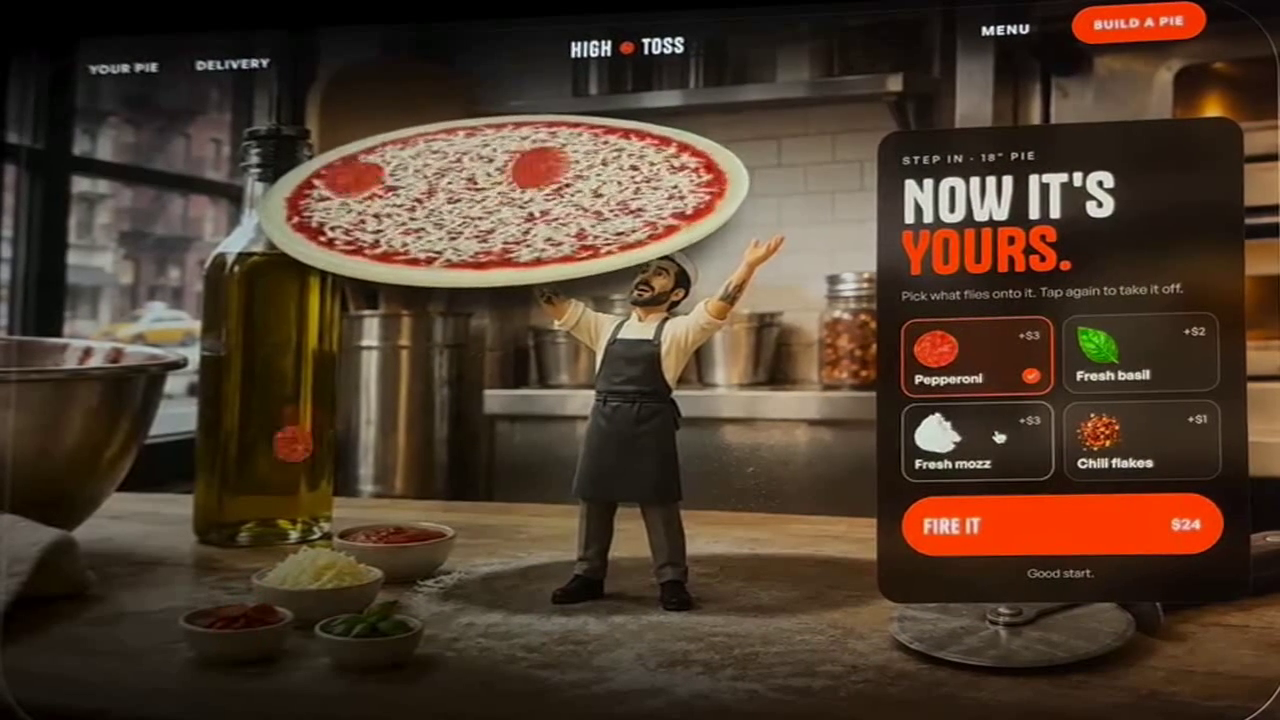 YOUR PIE
DELIVERY
HIGH TOSS
MENU
BUILD A PIE
STEP IN · 18" PIE
NOW IT'S
YOURS.
Pick what flies onto it. Tap again to take it off.
+$3
Pepperoni
+$2
Fresh basil
+$3
Fresh mozz
+$1
Chili flakes
FIRE IT $24
Good start.